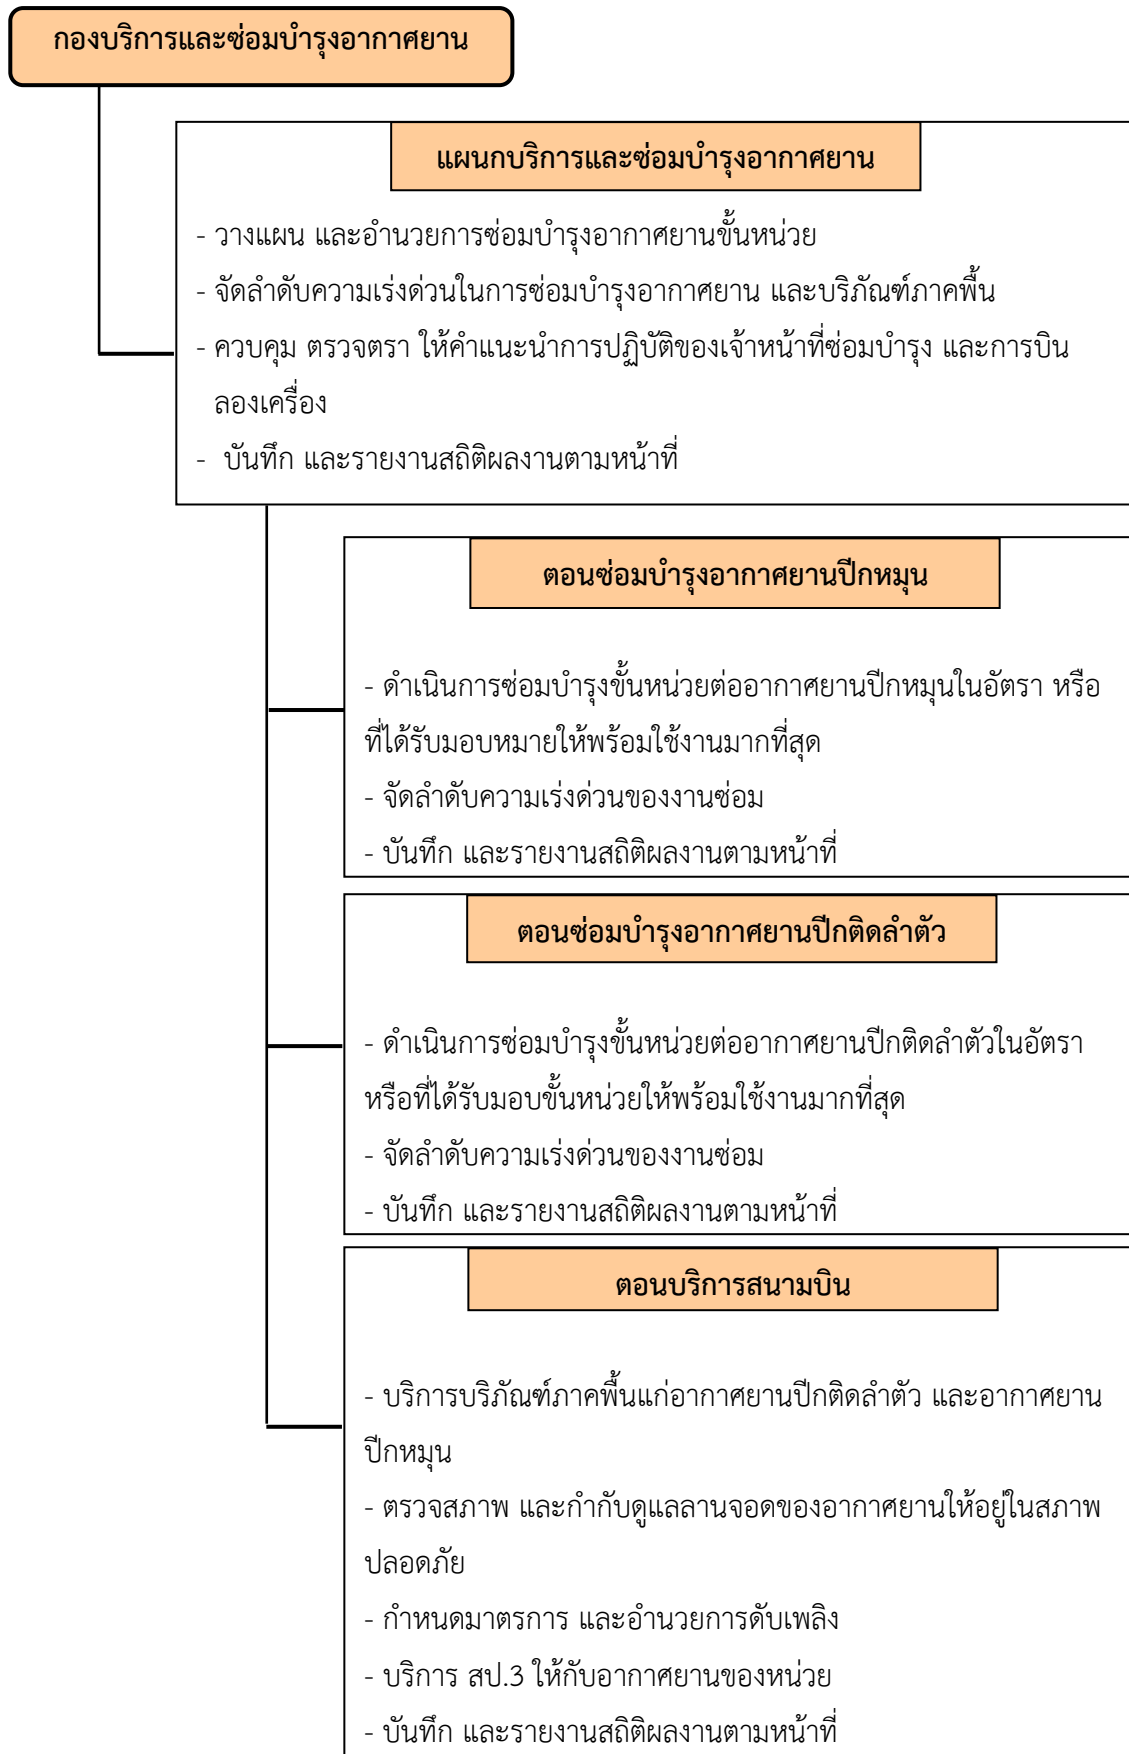 กองบริการและซ่อมบำรุงอากาศยาน
แผนกบริการและซ่อมบำรุงอากาศยาน
- วางแผน และอำนวยการซ่อมบำรุงอากาศยานขั้นหน่วย
- จัดลำดับความเร่งด่วนในการซ่อมบำรุงอากาศยาน และบริภัณฑ์ภาคพื้น
- ควบคุม ตรวจตรา ให้คำแนะนำการปฏิบัติของเจ้าหน้าที่ซ่อมบำรุง และการบิน
ลองเครื่อง
- บันทึก และรายงานสถิติผลงานตามหน้าที่
ตอนซ่อมบำรุงอากาศยานปีกหมุน
- ดำเนินการซ่อมบำรุงขั้นหน่วยต่ออากาศยานปีกหมุนในอัตรา หรือ
ที่ได้รับมอบหมายให้พร้อมใช้งานมากที่สุด
- จัดลำดับความเร่งด่วนของงานซ่อม
- บันทึก และรายงานสถิติผลงานตามหน้าที่
ตอนซ่อมบำรุงอากาศยานปีกติดลำตัว
- ดำเนินการซ่อมบำรุงขั้นหน่วยต่ออากาศยานปีกติดลำตัวในอัตรา
หรือที่ได้รับมอบขั้นหน่วยให้พร้อมใช้งานมากที่สุด
- จัดลำดับความเร่งด่วนของงานซ่อม
- บันทึก และรายงานสถิติผลงานตามหน้าที่
ตอนบริการสนามบิน
- บริการบริภัณฑ์ภาคพื้นแก่อากาศยานปีกติดลำตัว และอากาศยาน
ปีกหมุน
- ตรวจสภาพ และกำกับดูแลลานจอดของอากาศยานให้อยู่ในสภาพ
ปลอดภัย
- กำหนดมาตรการ และอำนวยการดับเพลิง
- บริการ สป.3 ให้กับอากาศยานของหน่วย
- บันทึก และรายงานสถิติผลงานตามหน้าที่